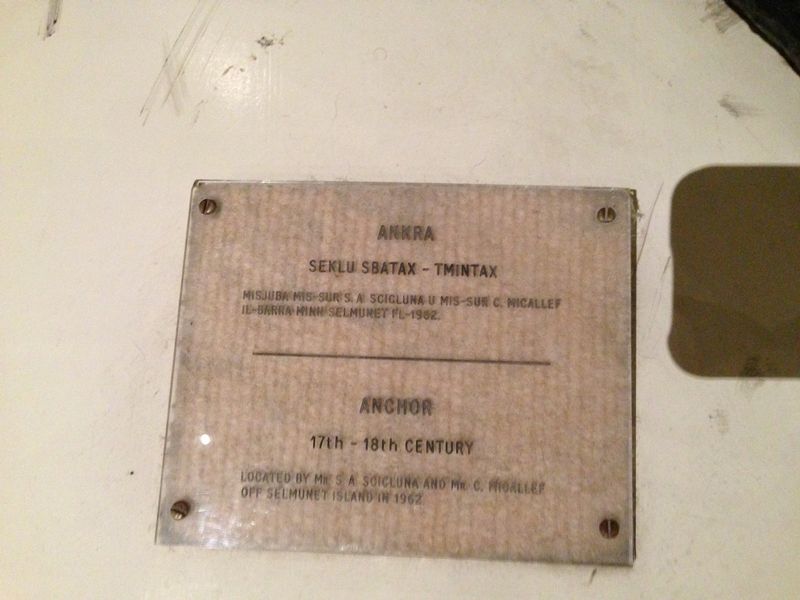 ANKRA
SEKLU SBATAX - TMINTAX
MISJUBA MIS-SUR S. A. SCICLUNA U MIS-SUR C. MICALLEF
IL-BARRA MINN SELMUNET FL-1962.
ANCHOR
17th - 18th CENTURY
LOCATED BY Mr. S. A. SCICLUNA AND Mr. C. MICALLEF
OFF SELMUNET ISLAND IN 1962.